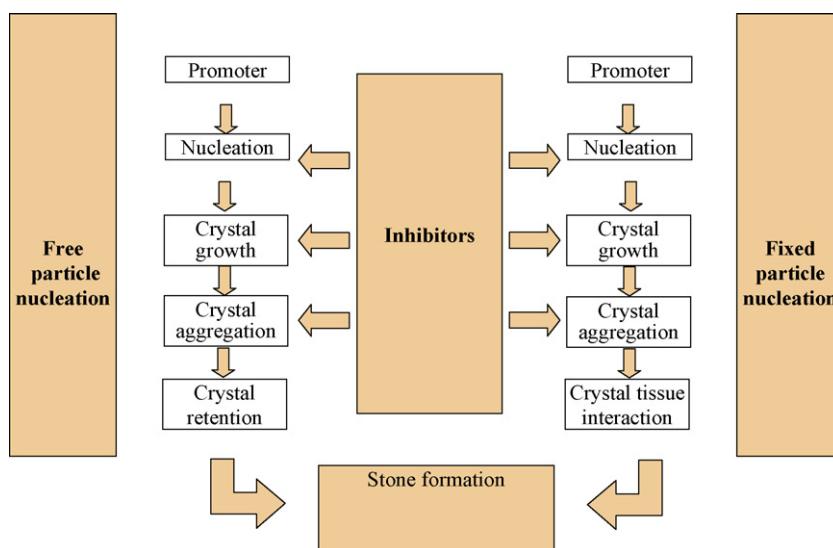 Free
particle
nucleation
Promoter
Nucleation
Crystal
growth
Crystal
aggregation
Crystal
retention
Inhibitors
Promoter
Nucleation
Crystal
growth
Crystal
aggregation
Crystal tissue
interaction
Fixed
particle
nucleation
Stone formation